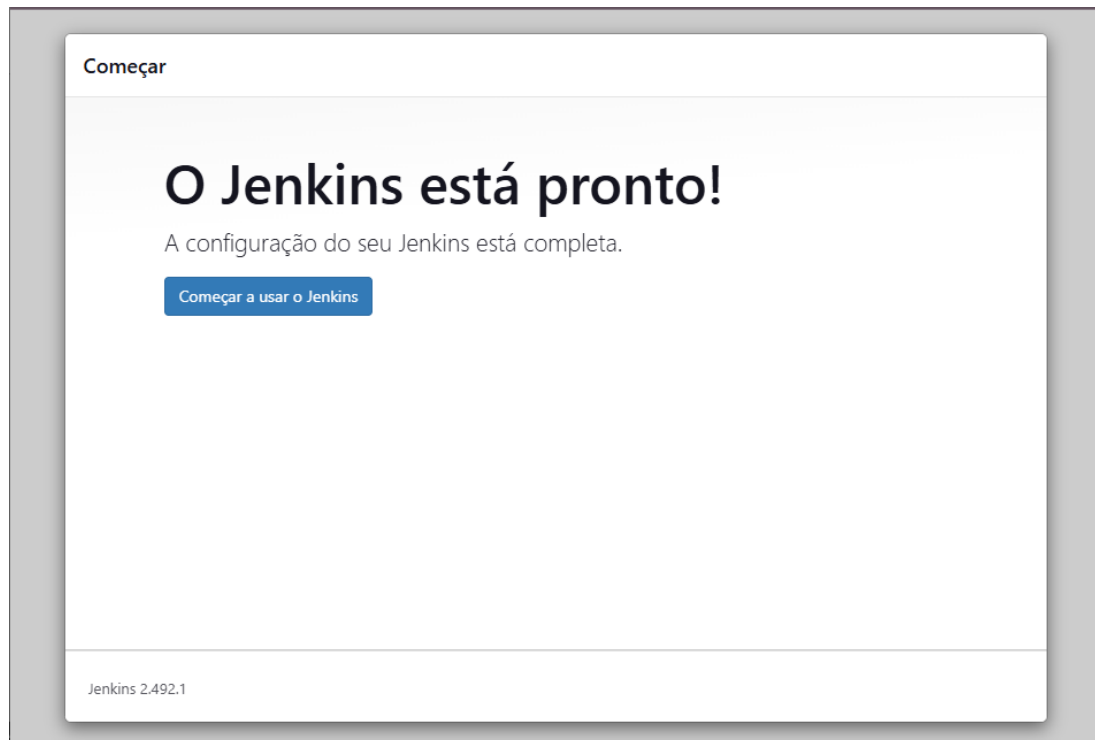 Começar
O Jenkins está pronto!
A configuração do seu Jenkins está completa.
Começar a usar o Jenkins
Jenkins 2.492.1